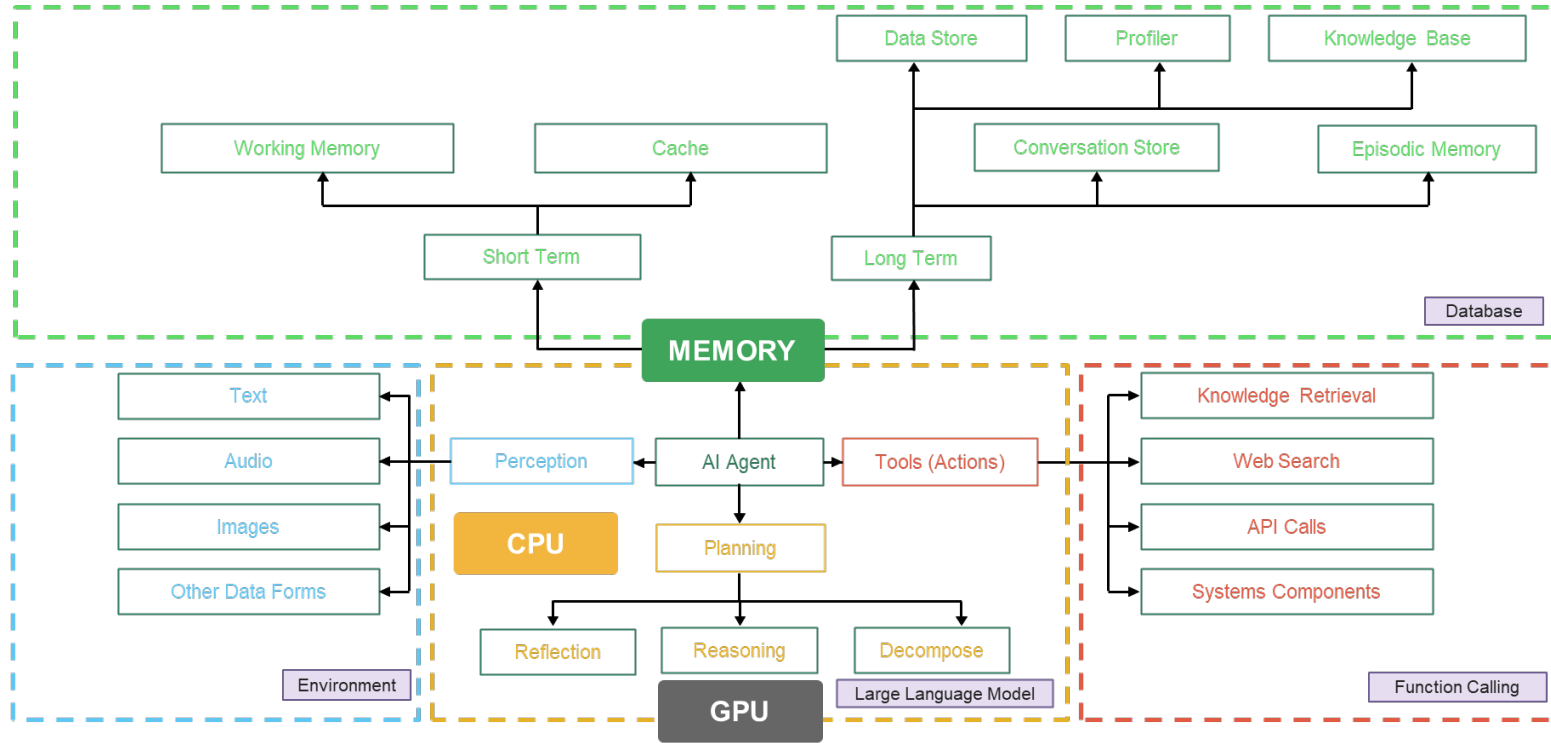 Data Store
Profiler
Knowledge Base
Working Memory
Cache
Conversation Store
Episodic Memory
Short Term
Long Term
Database
MEMORY
Text
Audio
Images
Other Data Forms
Environment
Perception
AI Agent
Tools (Actions)
CPU
Planning
Reflection
Reasoning
Decompose
Large Language Model
GPU
Knowledge Retrieval
Web Search
API Calls
Systems Components
Function Calling